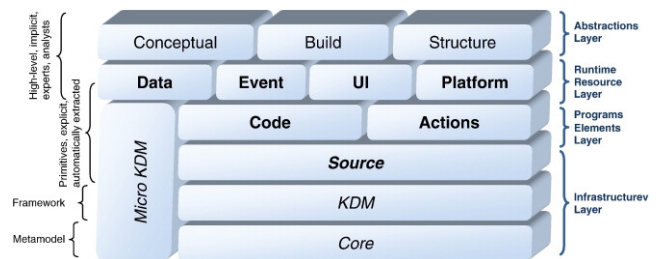 High-level, implicit,
experts, analysts
Primitives, explicit,
automatically extracted
Framework
Metamodel
Conceptual
Build
Structure
Data
Event
UI
Platform
Micro KDM
Code
Actions
Source
KDM
Core
Abstractions
Layer
Runtime
Resource
Layer
Programs
Elements
Layer
Infrastructurev
Layer